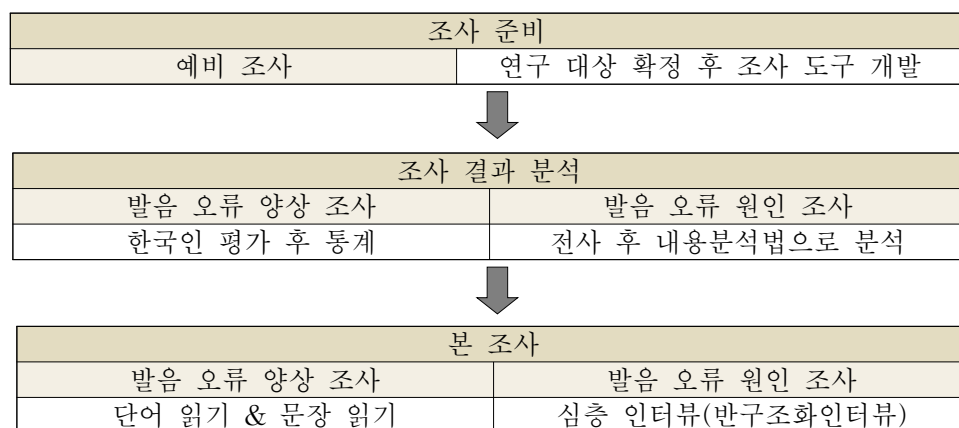 조사 준비
예비 조사 연구 대상 확정 후 조사 도구 개발
조사 결과 분석
발음 오류 양상 조사 발음 오류 원인 조사
한국인 평가 후 통계 전사 후 내용분석법으로 분석
본 조사
발음 오류 양상 조사 발음 오류 원인 조사
단어 읽기 & 문장 읽기 심층 인터뷰(반구조화인터뷰)